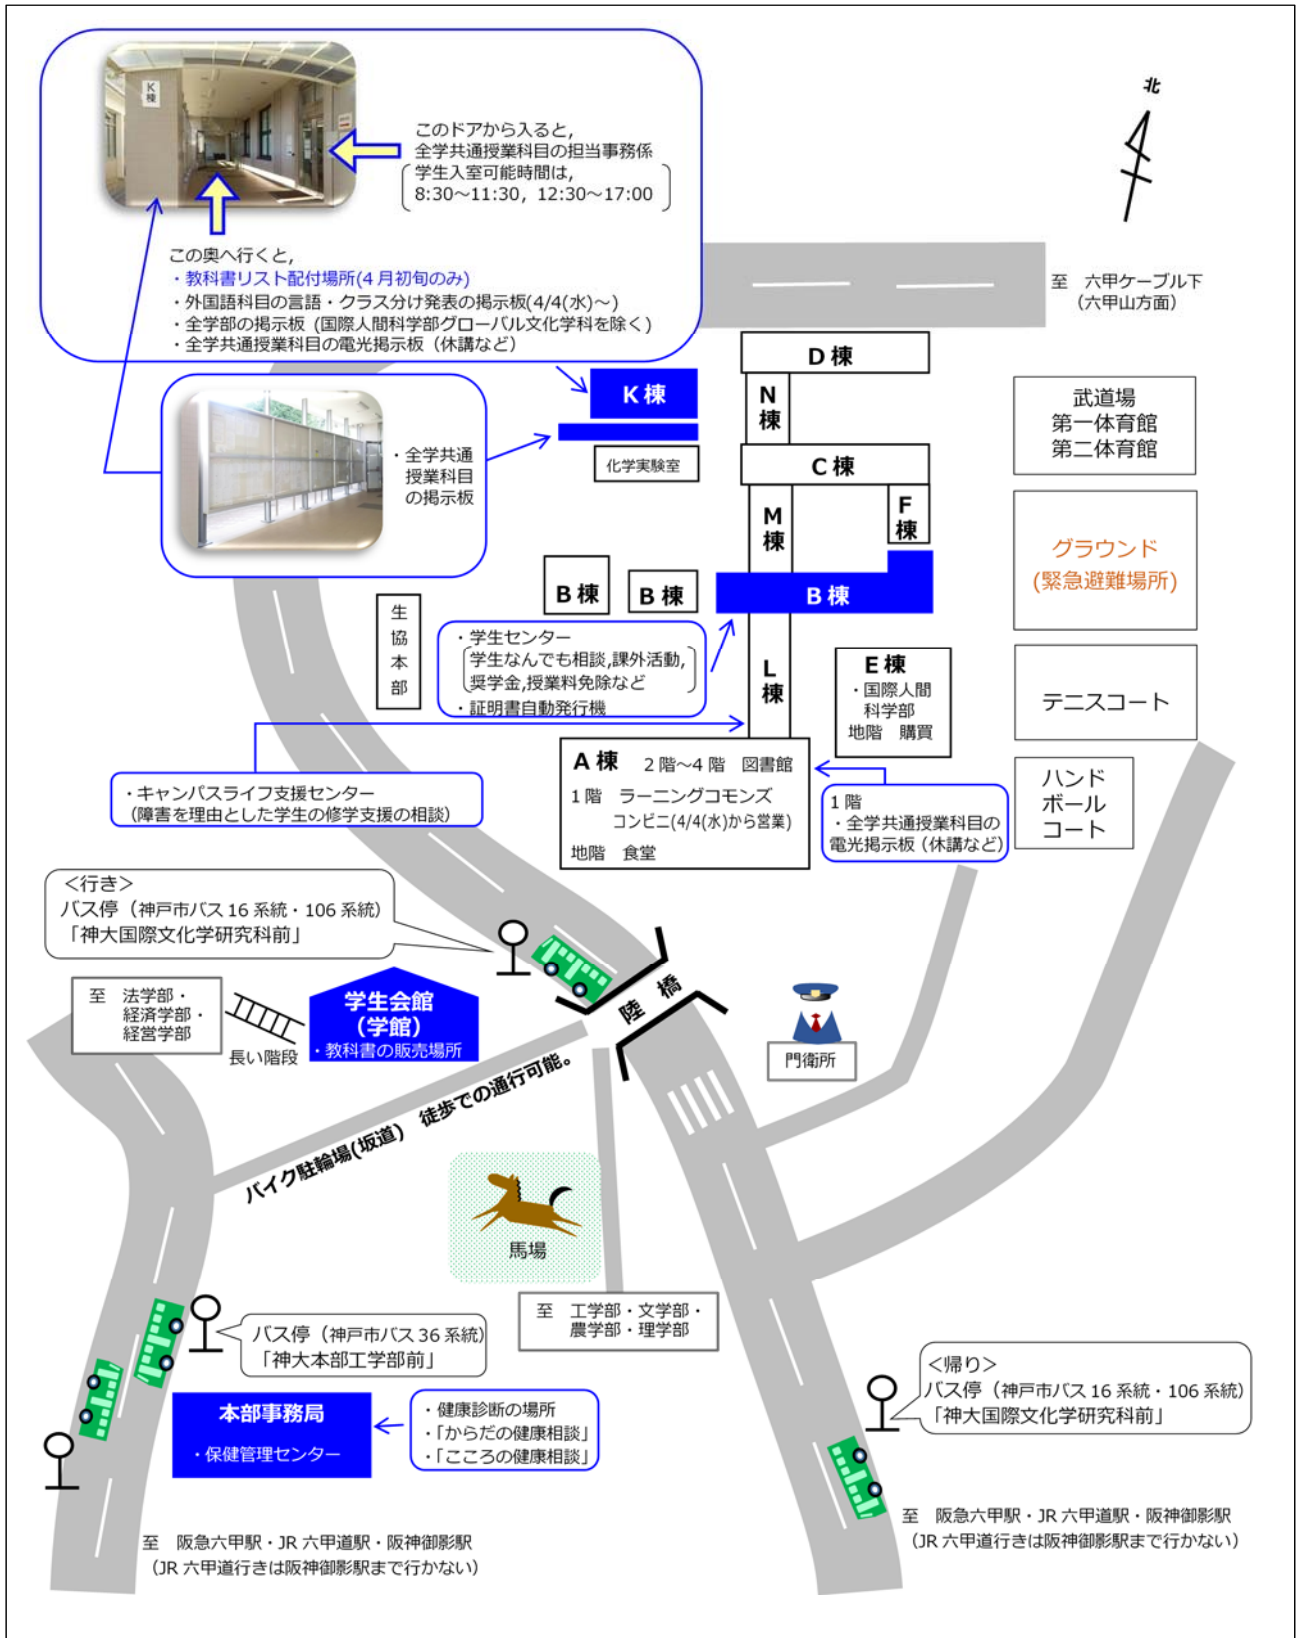 K棟
このドアから入ると，
全学共通授業科目の担当事務係
学生入室可能時間は，
8:30～11:30，12:30～17:00
この奥へ行くと，
・教科書リスト配付場所(4月初旬のみ)
・外国語科目の言語・クラス分け発表の掲示板(4/4(水)～)
・全学部の掲示板 (国際人間科学部グローバル文化学科を除く)
・全学共通授業科目の電光掲示板（休講など）
北
至　六甲ケーブル下
（六甲山方面）
・全学共通
授業科目
の掲示板
K棟
化学実験室
D棟
N棟
C棟
M棟
F棟
B棟
B棟
B棟
L棟
武道場
第一体育館
第二体育館
グラウンド
(緊急避難場所)
テニスコート
ハンド
ボール
コート
生協本部
・学生センター
学生なんでも相談,課外活動,
奨学金,授業料免除など
・証明書自動発行機
E棟
・国際人間
科学部
地階　購買
・キャンパスライフ支援センター
（障害を理由とした学生の修学支援の相談）
A棟　2階～4階　図書館
1階　ラーニングコモンズ
コンビニ(4/4(水)から営業)
地階　食堂
1階
・全学共通授業科目の
電光掲示板（休講など）
＜行き＞
バス停（神戸市バス16系統・106系統）
「神大国際文化学研究科前」
至　法学部・
経済学部・
経営学部
長い階段
学生会館
（学館）
・教科書の販売場所
陸橋
門衛所
バイク駐輪場(坂道)　徒歩での通行可能。
馬場
至　工学部・文学部・
農学部・理学部
バス停（神戸市バス36系統）
「神大本部工学部前」
本部事務局
・保健管理センター
・健康診断の場所
・「からだの健康相談」
・「こころの健康相談」
＜帰り＞
バス停（神戸市バス16系統・106系統）
「神大国際文化学研究科前」
至　阪急六甲駅・JR六甲道駅・阪神御影駅
（JR六甲道行きは阪神御影駅まで行かない）
至　阪急六甲駅・JR六甲道駅・阪神御影駅
（JR六甲道行きは阪神御影駅まで行かない）